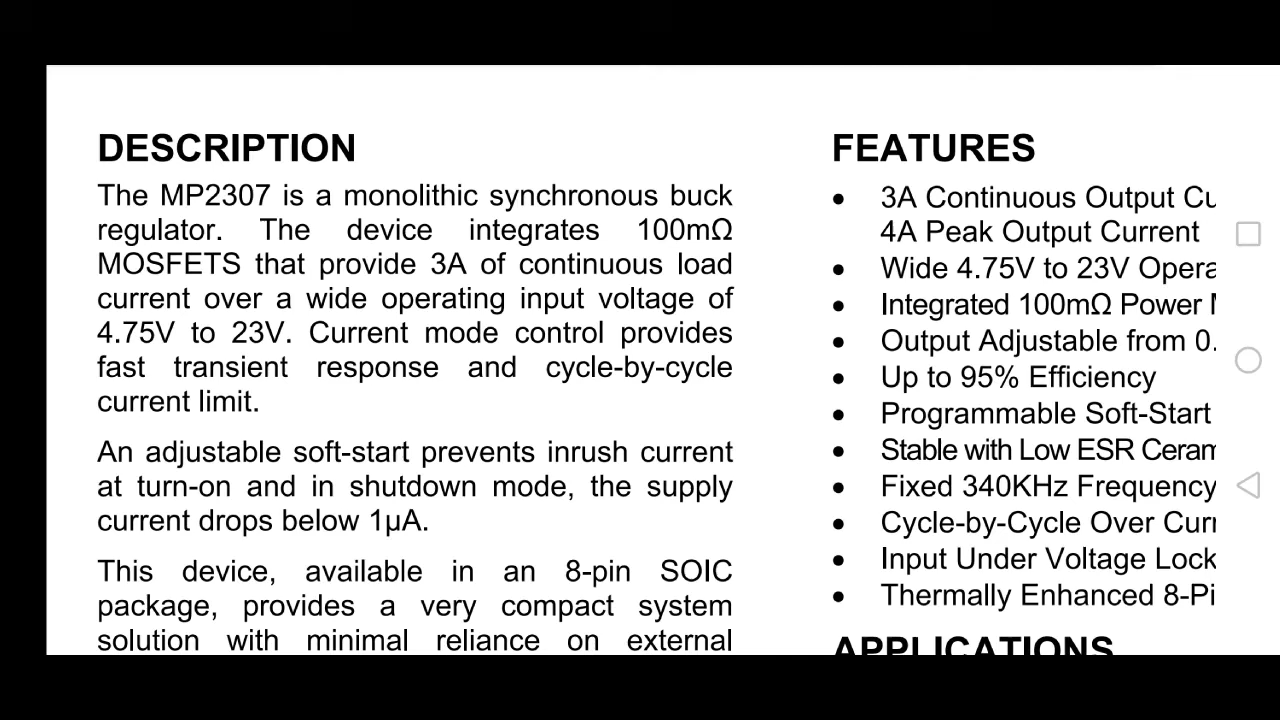 DESCRIPTION
The MP2307 is a monolithic synchronous buck
regulator. The device integrates 100mΩ
MOSFETS that provide 3A of continuous load
current over a wide operating input voltage of
4.75V to 23V. Current mode control provides
fast transient response and cycle-by-cycle
current limit.
An adjustable soft-start prevents inrush current
at turn-on and in shutdown mode, the supply
current drops below 1µA.
This device, available in an 8-pin SOIC
package, provides a very compact system
solution with minimal reliance on external
FEATURES
• 3A Continuous Output
4A Peak Output Current
• Wide 4.75V to 23V
• Integrated 100mΩ Power
• Output Adjustable from 0.
• Up to 95% Efficiency
• Programmable Soft-Start
• Stable with Low ESR
• Fixed 340KHz Frequency
• Cycle-by-Cycle Over
• Input Under Voltage Lock
• Thermally Enhanced
APPLICATIONS